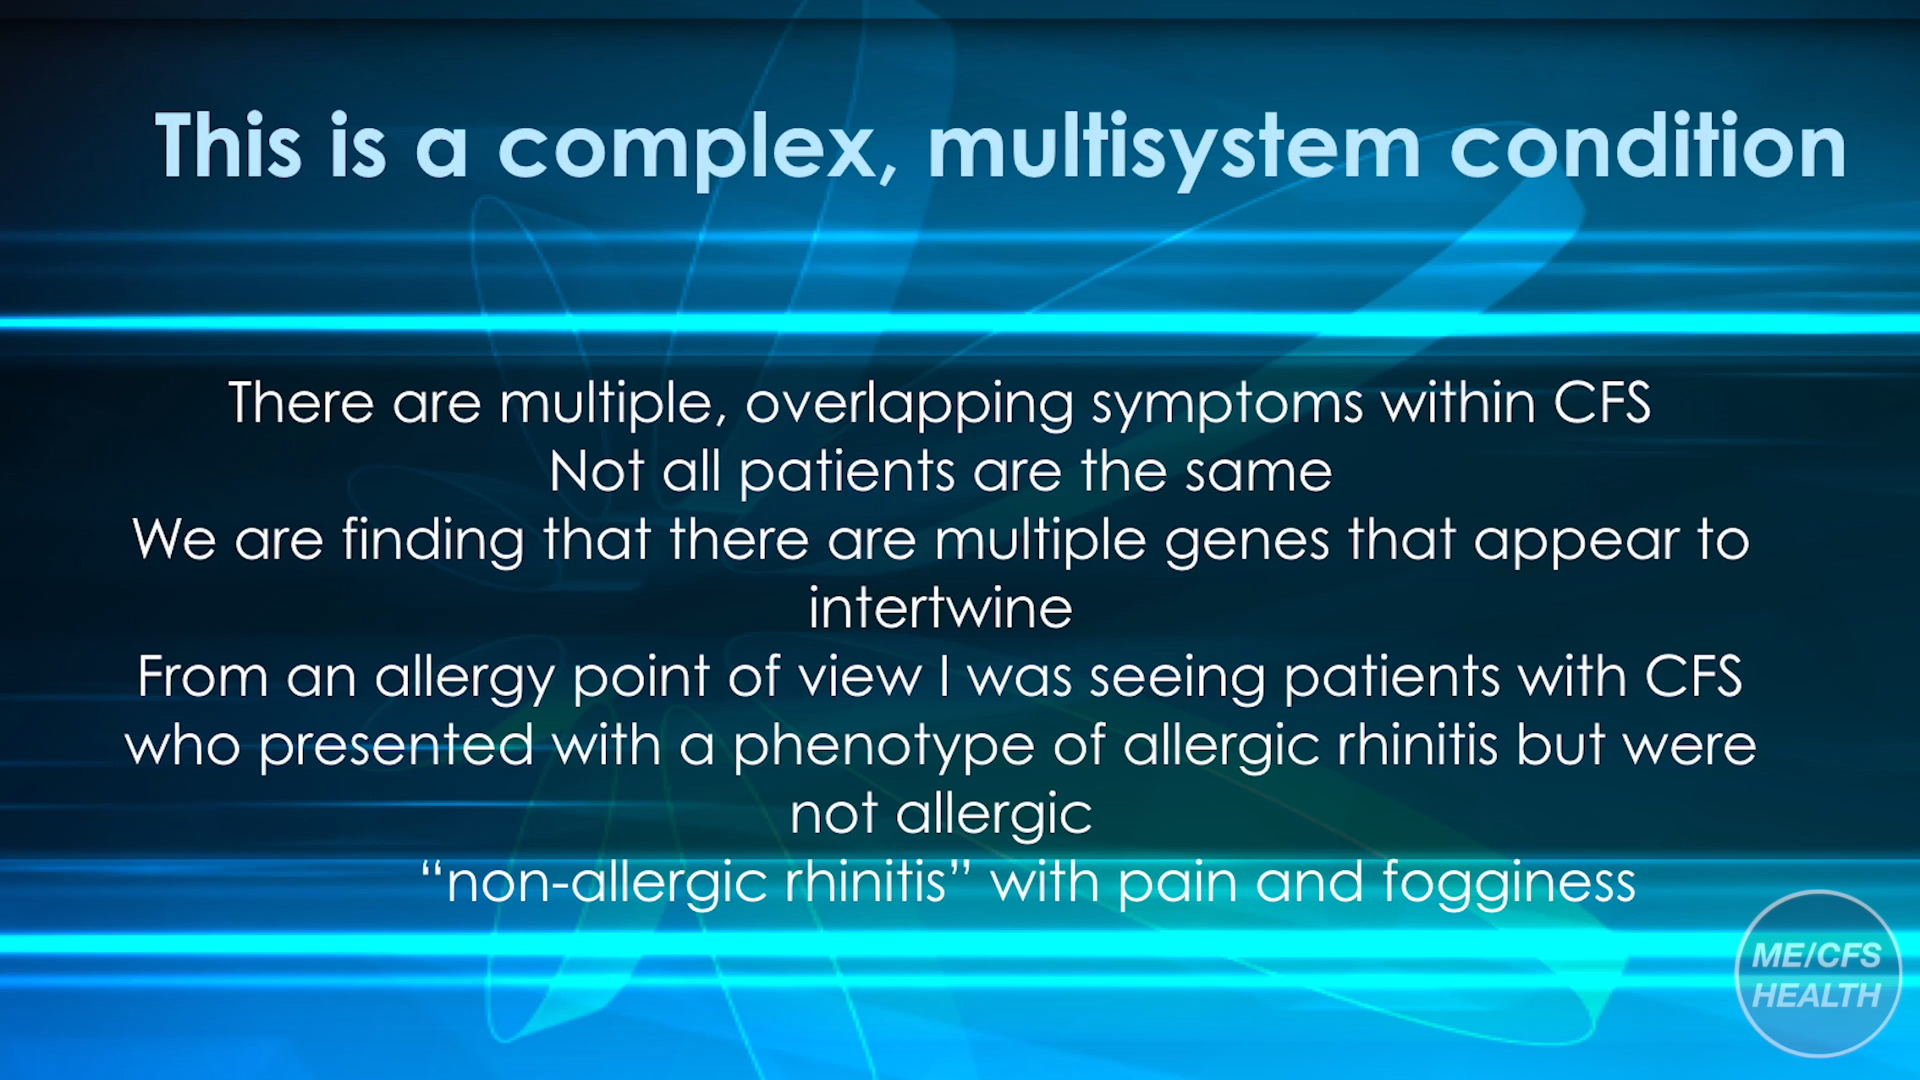 This is a complex, multisystem condition
There are multiple, overlapping symptoms within CFS
Not all patients are the same
We are finding that there are multiple genes that appear to
intertwine
From an allergy point of view I was seeing patients with CFS
who presented with a phenotype of allergic rhinitis but were
not allergic
“non-allergic rhinitis” with pain and fogginess
ME/CFS
HEALTH